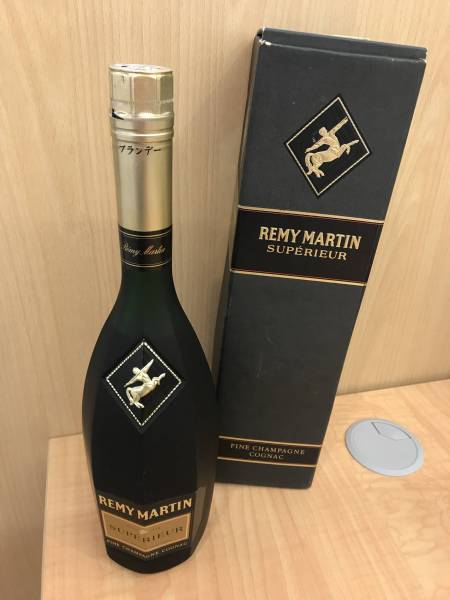 ブランデー
Rémy Martin
REMY MARTIN
SUPÉRIEUR
FINE CHAMPAGNE COGNAC
REMY MARTIN
SUPÉRIEUR
FINE CHAMPAGNE
COGNAC